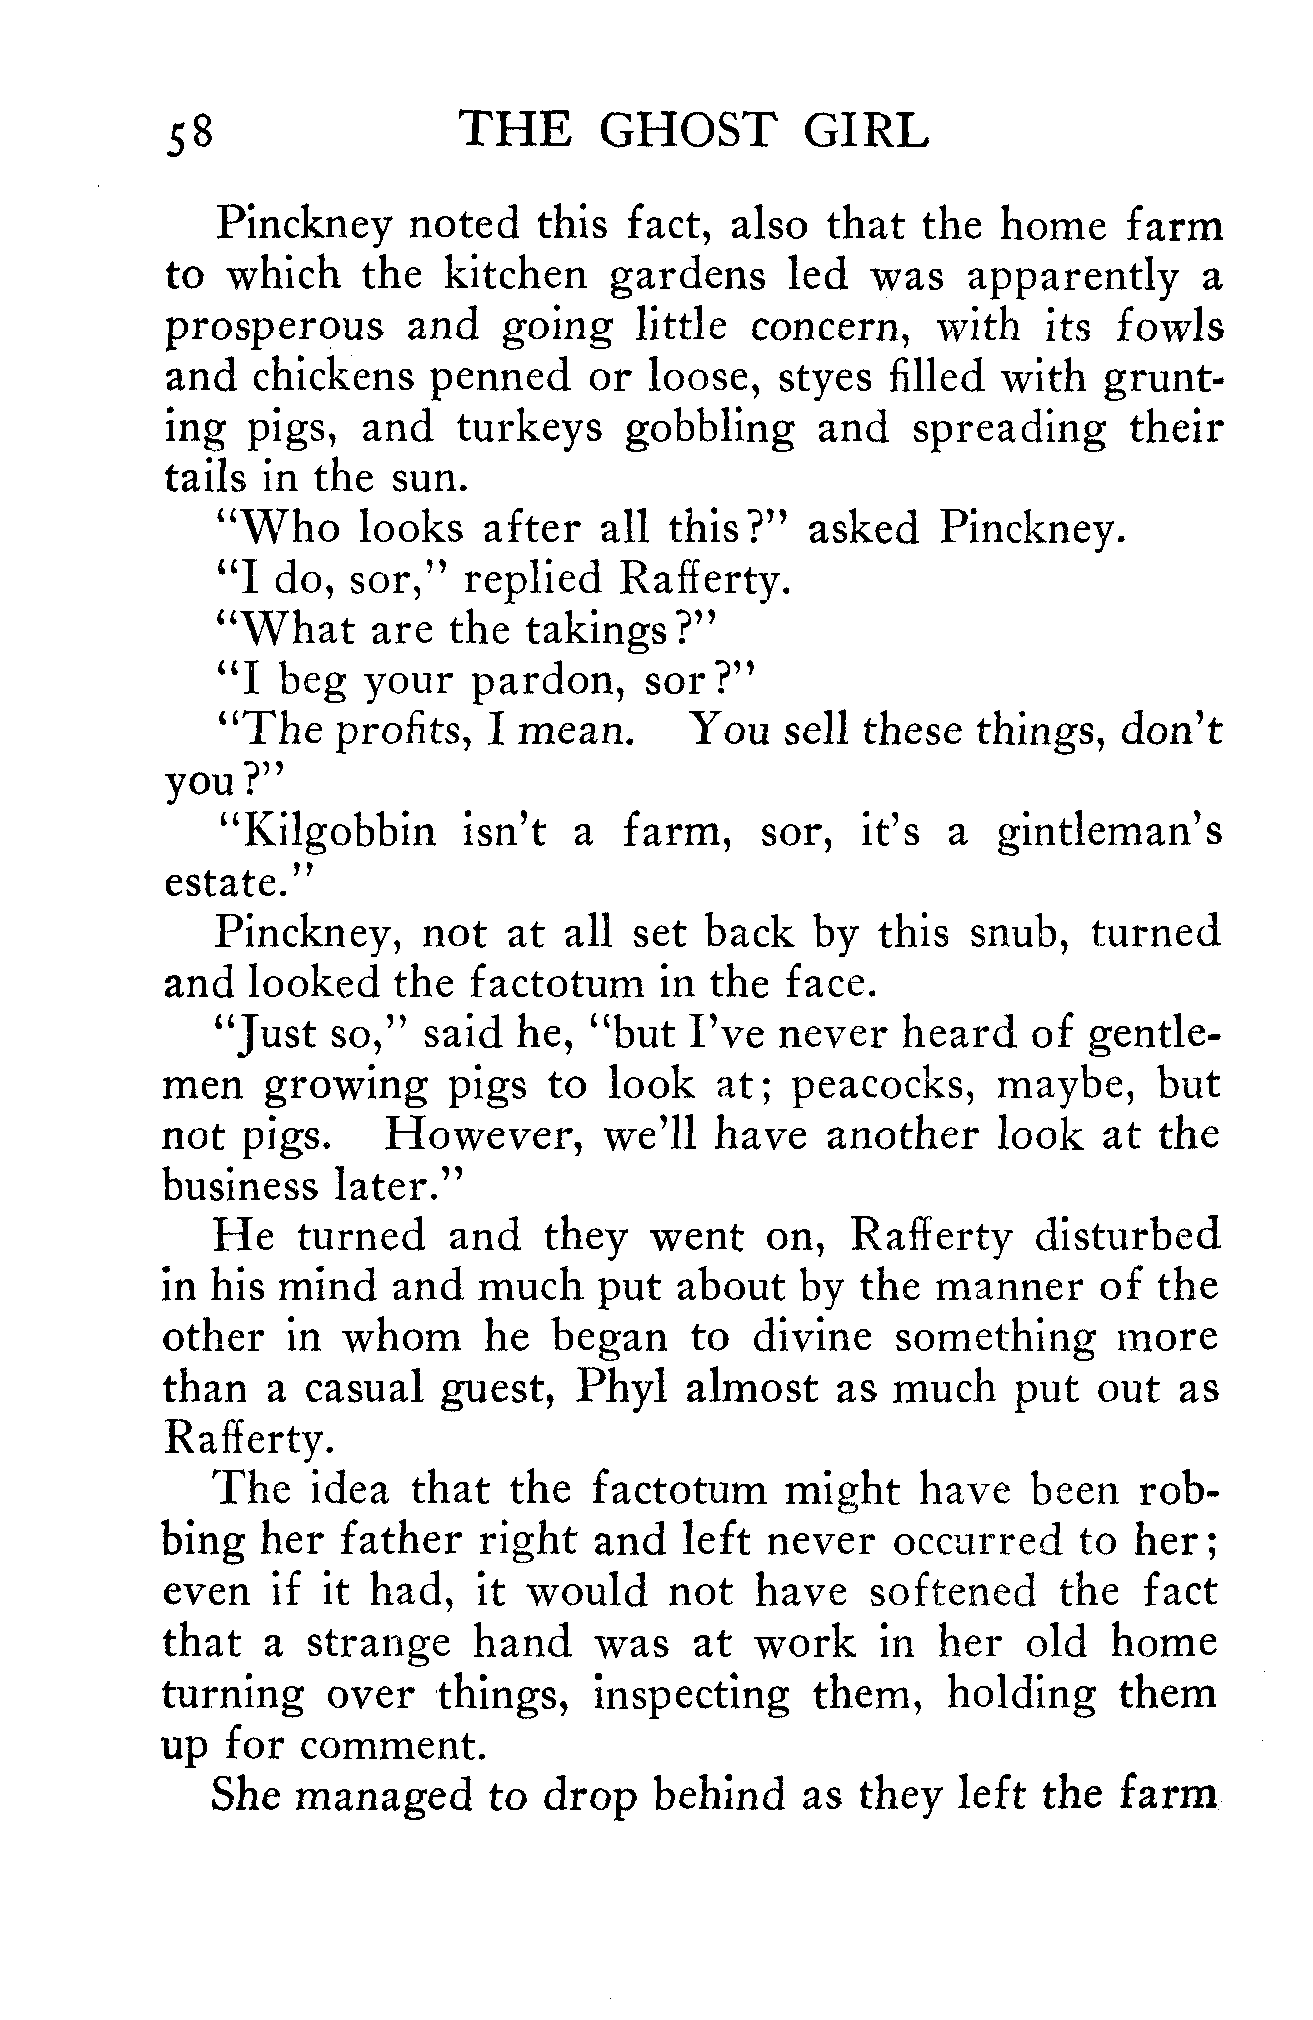 58 THE GHOST GIRL
Pinckney noted this fact, also that the home farm
to which the kitchen gardens led was apparently a
prosperous and going little concern, with its fowls
and chickens penned or loose, styes filled with grunt-
ing pigs, and turkeys gobbling and spreading their
tails in the sun.
"Who looks after all this?" asked Pinckney.
"I do, sor," replied Rafferty.
"What are the takings?"
"I beg your pardon, sor?"
"The profits, I mean. You sell these things, don't
you?"
"Kilgobbin isn't a farm, sor, it's a gintleman's
estate."
Pinckney, not at all set back by this snub, turned
and looked the factotum in the face.
"Just so," said he, "but I've never heard of gentle-
men growing pigs to look at; peacocks, maybe, but
not pigs. However, we'll have another look at the
business later."
He turned and they went on, Rafferty disturbed
in his mind and much put about by the manner of the
other in whom he began to divine something more
than a casual guest, Phyl almost as much put out as
Rafferty.
The idea that the factotum might have been rob-
bing her father right and left never occurred to her;
even if it had, it would not have softened the fact
that a strange hand was at work in her old home
turning over things, inspecting them, holding them
up for comment.
She managed to drop behind as they left the farm